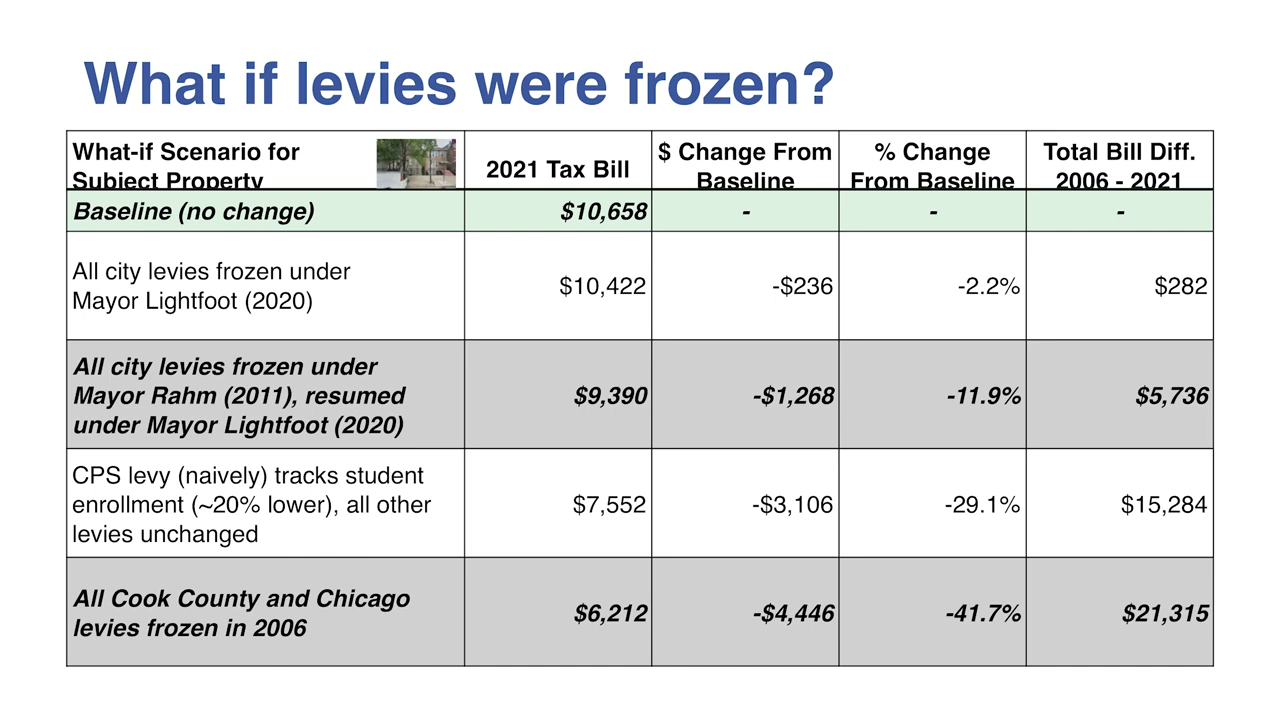 What if levies were frozen?
What-if Scenario for
Subject Property
2021 Tax Bill
$ Change From
Baseline
% Change
From Baseline
Total Bill Diff.
2006 - 2021
Baseline (no change)
$10,658
-
-
-
All city levies frozen under
Mayor Lightfoot (2020)
$10,422
-$236
-2.2%
$282
All city levies frozen under
Mayor Rahm (2011), resumed
under Mayor Lightfoot (2020)
$9,390
-$1,268
-11.9%
$5,736
CPS levy (naively) tracks student
enrollment (~20% lower), all other
levies unchanged
$7,552
-$3,106
-29.1%
$15,284
All Cook County and Chicago
levies frozen in 2006
$6,212
-$4,446
-41.7%
$21,315